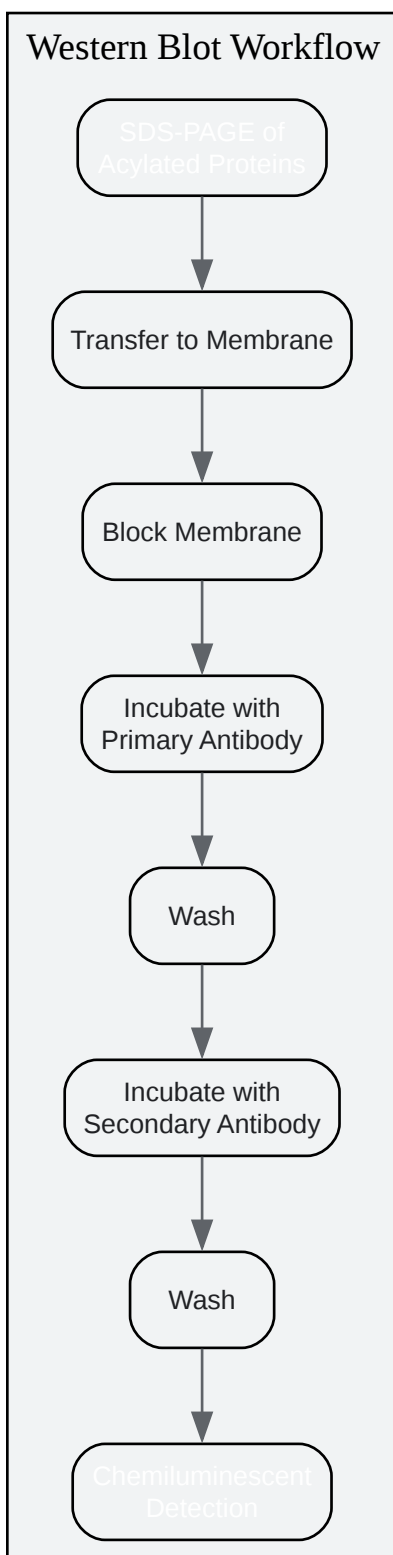 Western Blot Workflow
SDS-PAGE of
Acylated Proteins
Transfer to Membrane
Block Membrane
Incubate with
Primary Antibody
Wash
Incubate with
Secondary Antibody
Wash
Chemiluminescent
Detection